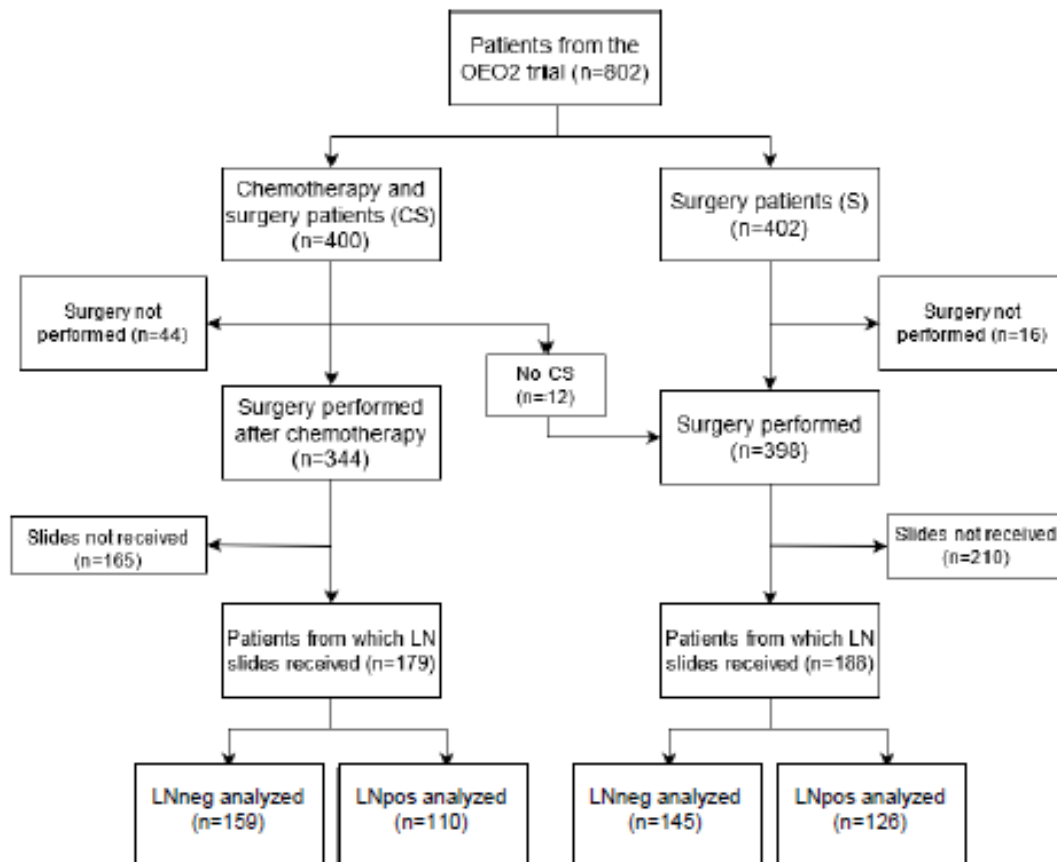 Patients from the
OEO2 trial (n=802)
Chemotherapy and
surgery patients (CS)
(n=400)
Surgery patients (S)
(n=402)
Surgery not
performed (n=44)
Surgery not
performed (n=16)
No CS
(n=12)
Surgery performed
after chemotherapy
(n=344)
Surgery performed
(n=398)
Slides not received
(n=165)
Slides not received
(n=210)
Patients from which LN
slides received (n=179)
Patients from which LN
slides received (n=188)
LNneg analyzed
(n=159)
LNpos analyzed
(n=110)
LNneg analyzed
(n=145)
LNpos analyzed
(n=126)